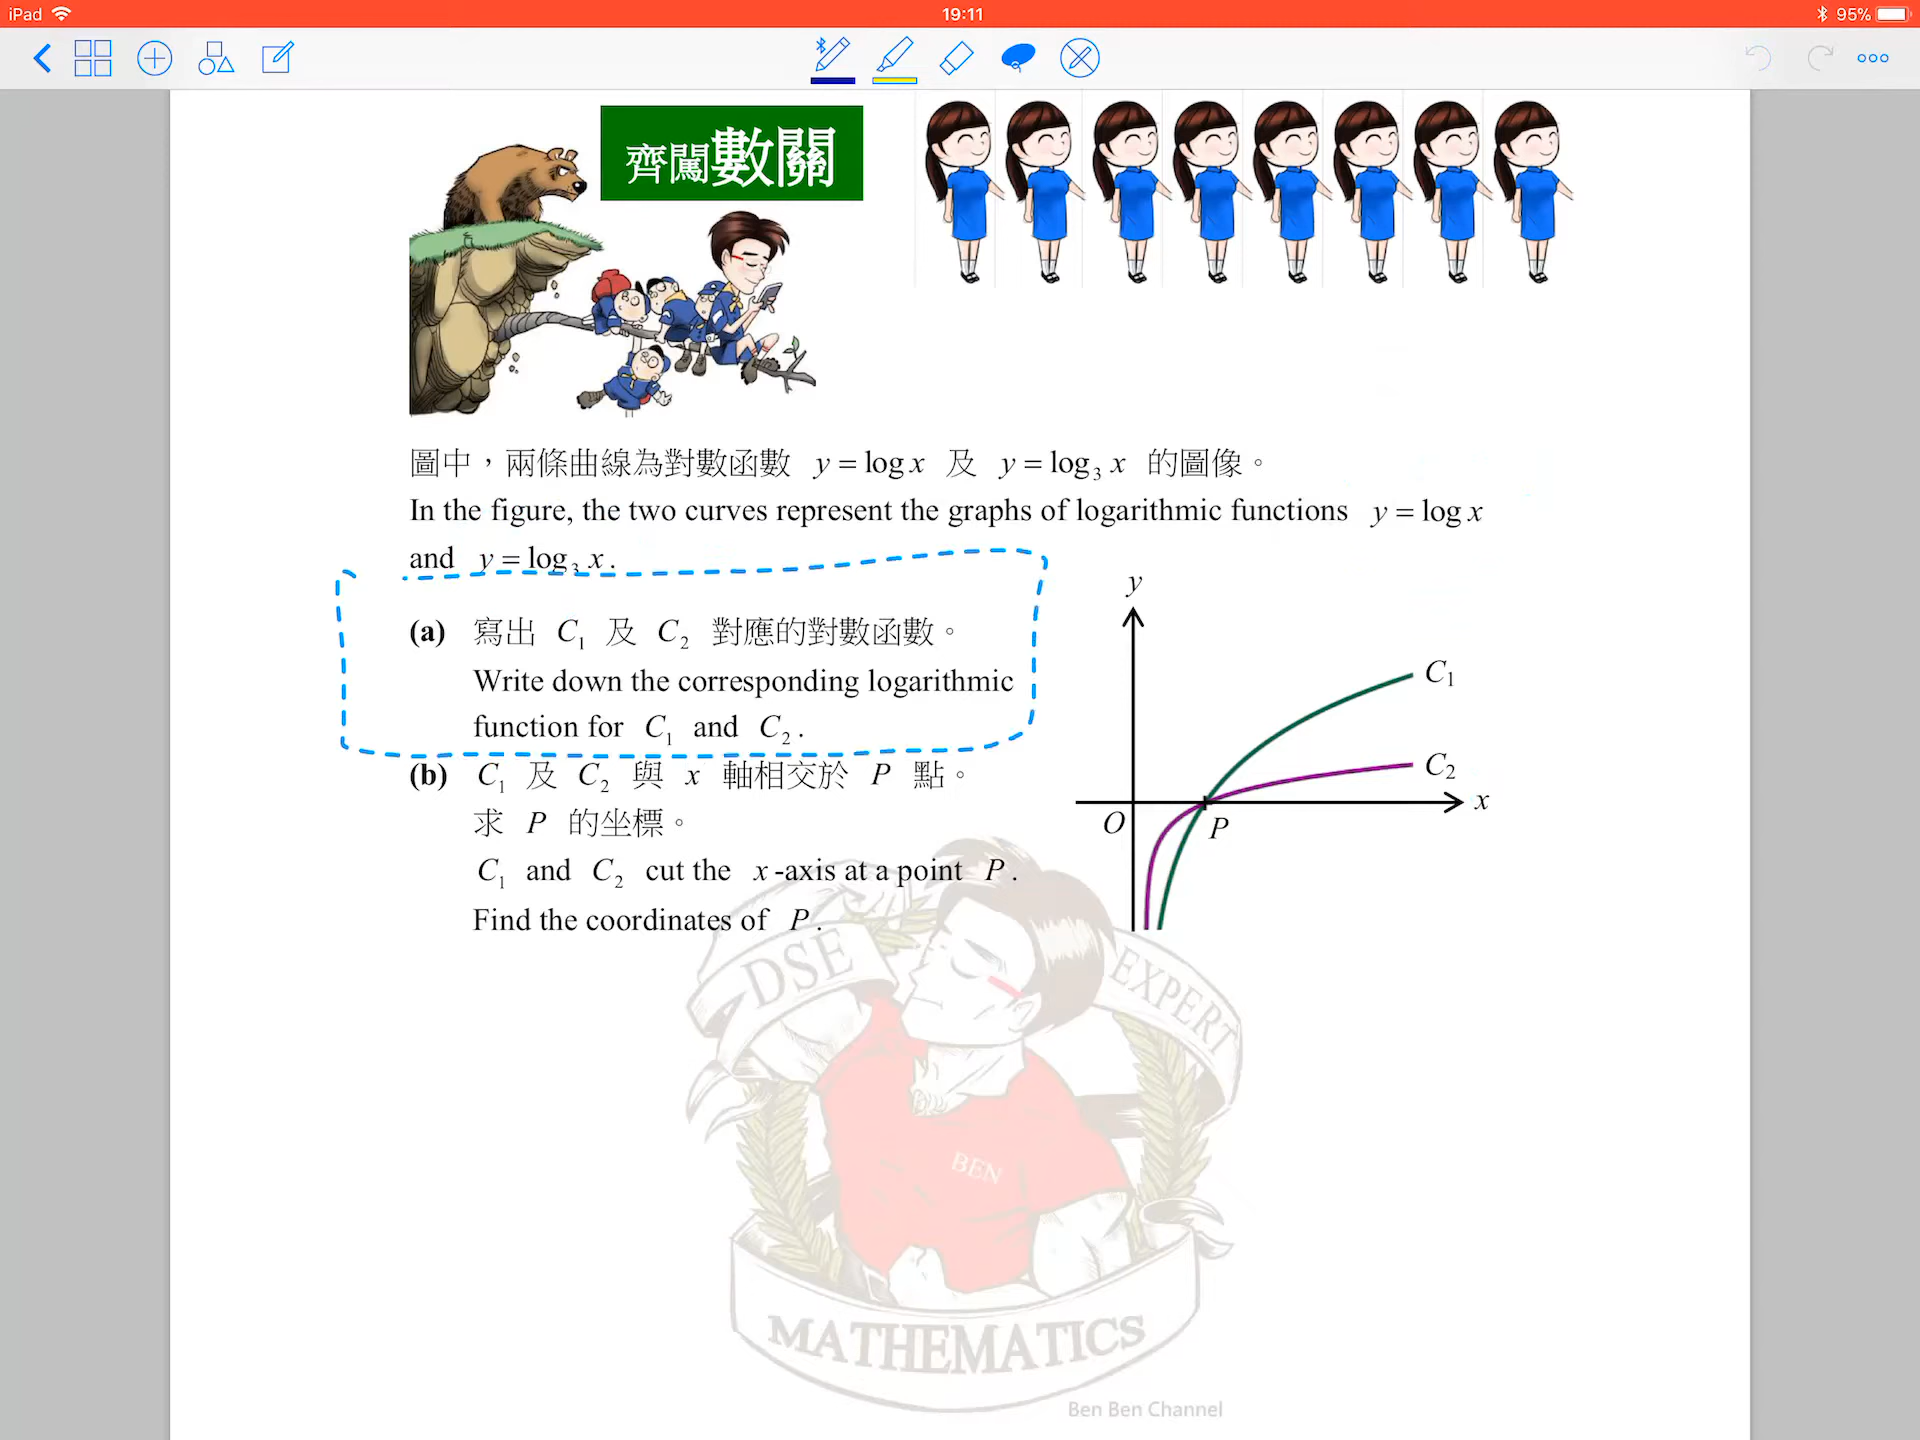 iPad
19:11
95%
齊闖數關
圖中，兩條曲線為對數函數 y = log x 及 y = log₃ x 的圖像。
In the figure, the two curves represent the graphs of logarithmic functions y = log x
and y = log₃ x.
(a) 寫出 C₁ 及 C₂ 對應的對數函數。
Write down the corresponding logarithmic
function for C₁ and C₂.
(b) C₁ 及 C₂ 與 x 軸相交於 P 點。
求 P 的坐標。
C₁ and C₂ cut the x-axis at a point P.
Find the coordinates of P.
y
C₁
C₂
x
O
P
DSE
EXPERT
BEN
MATHEMATICS
Ben Ben Channel